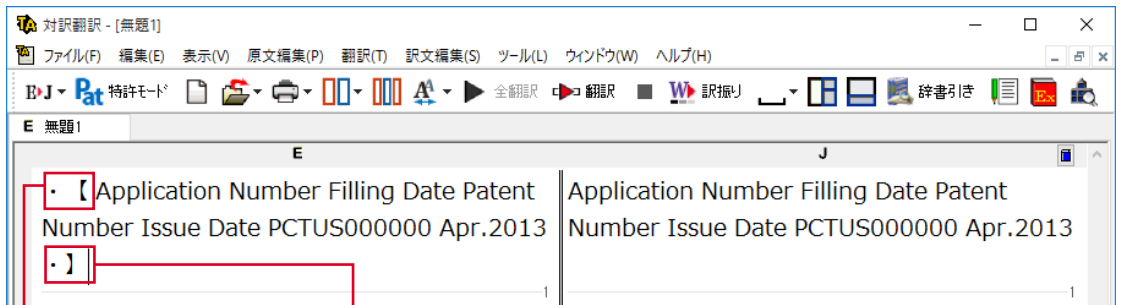 対訳翻訳 - [無題1]
ファイル(F) 編集(E) 表示(V) 原文編集(P) 翻訳(T) 訳文編集(S) ツール(L) ウィンドウ(W) ヘルプ(H)
E▸J Pat 特許モード A 全翻訳 翻訳 W 訳振り 辞書引き Ex
E 無題1
E J
・【Application Number Filling Date Patent
Number Issue Date PCTUS000000 Apr.2013
・】
1
Application Number Filling Date Patent
Number Issue Date PCTUS000000 Apr.2013
1